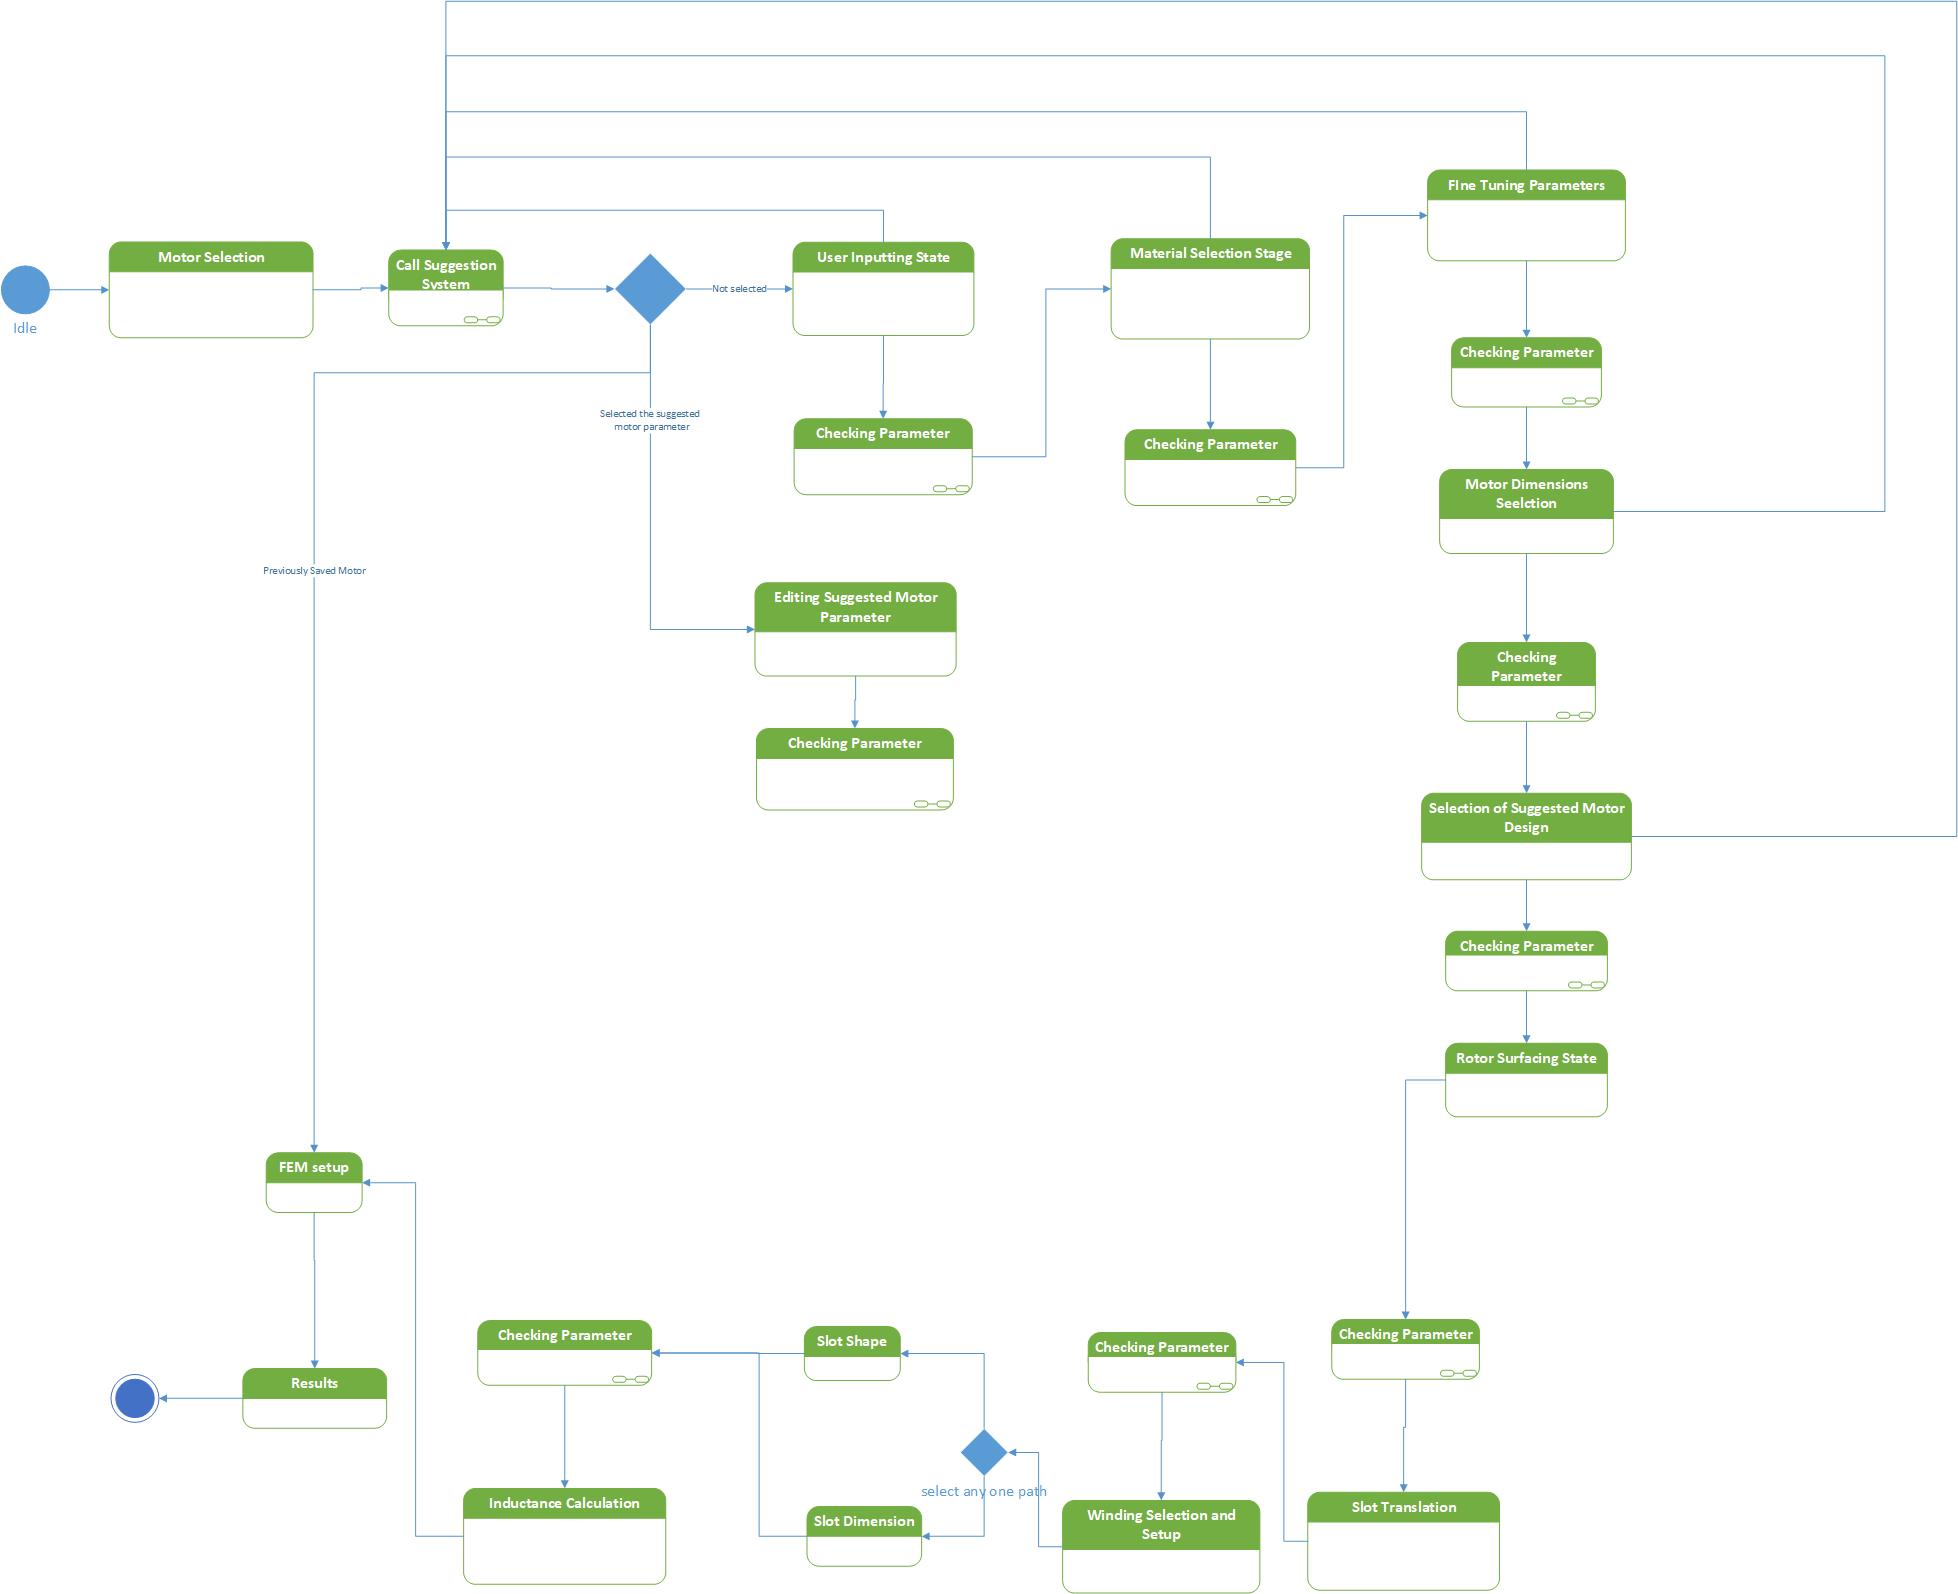 FIne Tuning Parameters
Motor Selection
Call Suggestion
System
User Inputting State
Material Selection Stage
Idle
Not selected
Checking Parameter
Selected the suggested
motor parameter
Checking Parameter
Checking Parameter
Motor Dimensions
Seelction
Previously Saved Motor
Editing Suggested Motor
Parameter
Checking
Parameter
Checking Parameter
Selection of Suggested Motor
Design
Checking Parameter
Rotor Surfacing State
FEM setup
Checking Parameter
Slot Shape
Checking Parameter
Checking Parameter
Results
select any one path
Inductance Calculation
Slot Dimension
Winding Selection and
Setup
Slot Translation